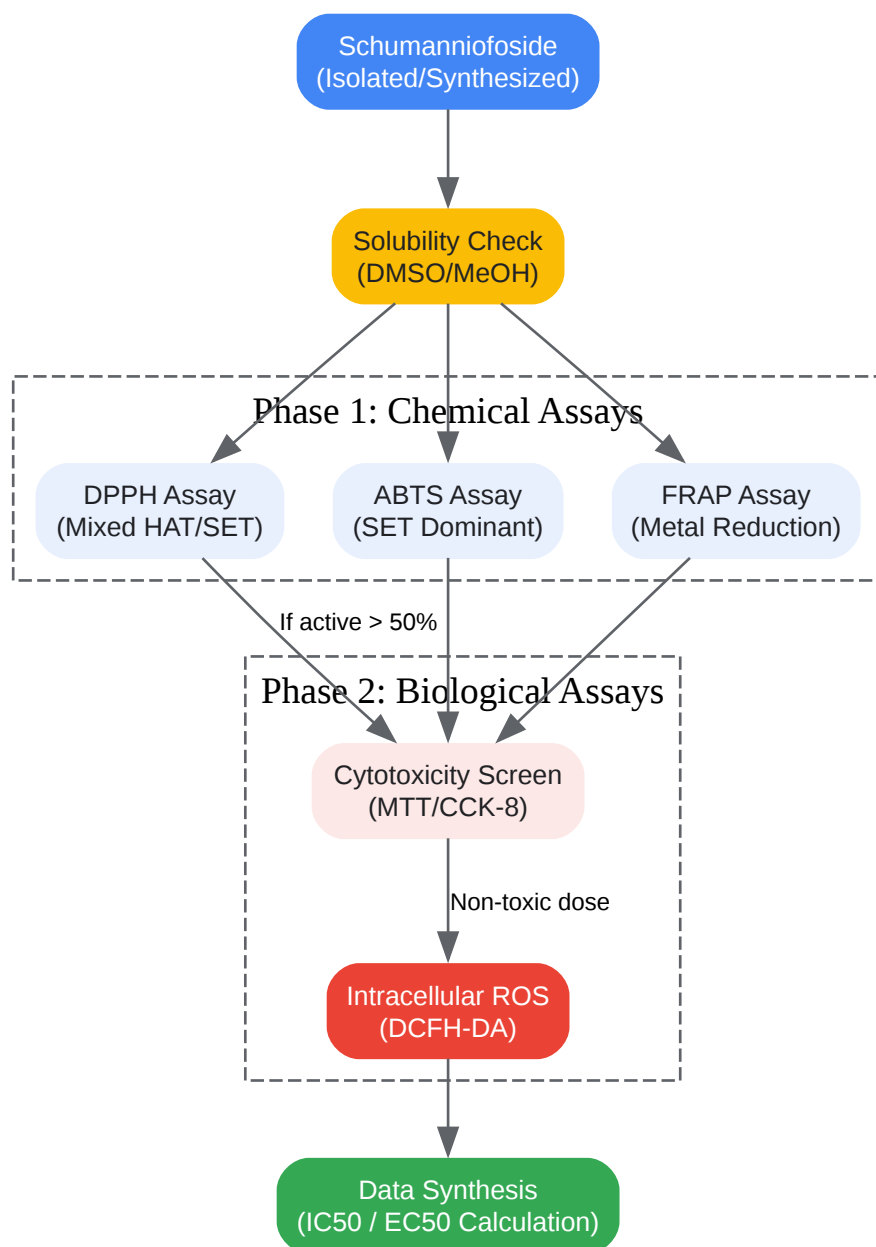 Schumanniofoside
(Isolated/Synthesized)
Solubility Check
(DMSO/MeOH)
Phase 1: Chemical Assays
DPPH Assay
(Mixed HAT/SET)
ABTS Assay
(SET Dominant)
FRAP Assay
(Metal Reduction)
If active > 50%
Phase 2: Biological Assays
Cytotoxicity Screen
(MTT/CCK-8)
Non-toxic dose
Intracellular ROS
(DCFH-DA)
Data Synthesis
(IC50 / EC50 Calculation)